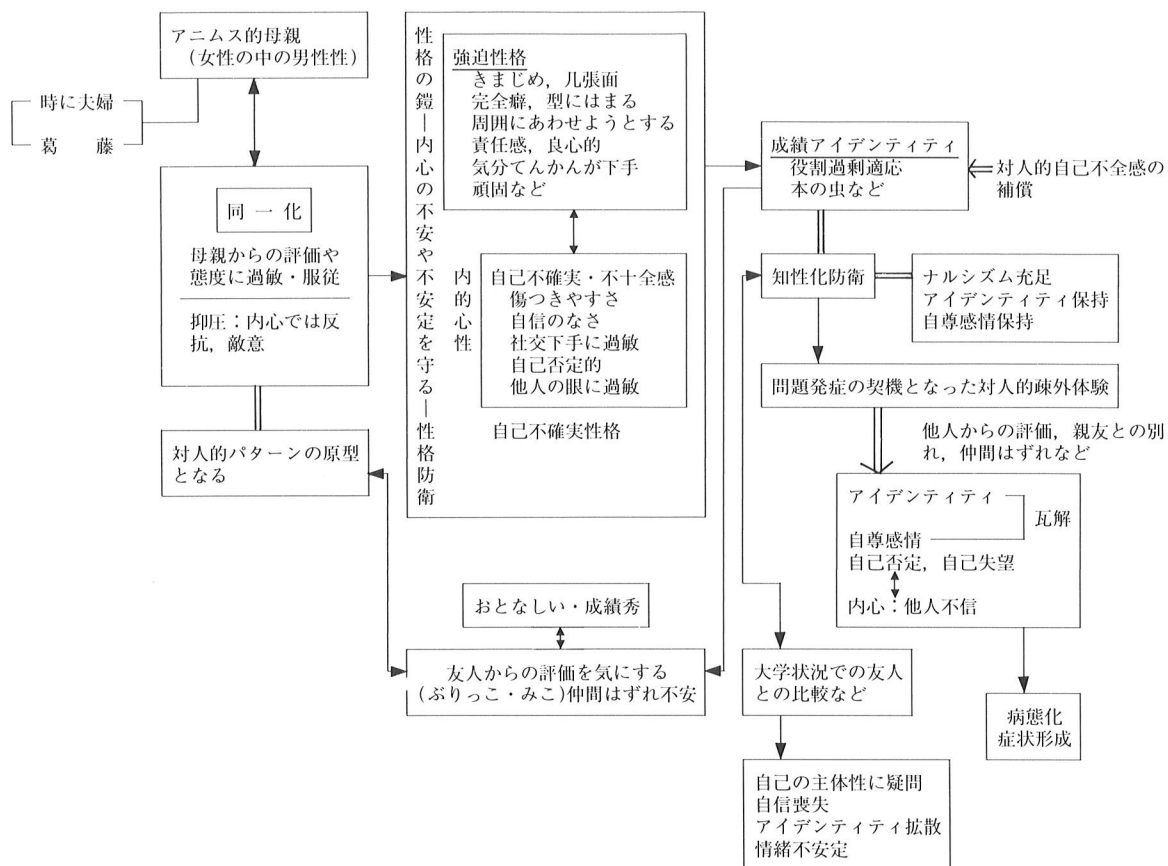 アニムス的母親
(女性の中の男性性)
時に夫婦
葛　藤
同一化
母親からの評価や
態度に過敏・服従
抑圧：内心では反
抗，敵意
対人的パターンの原型
となる
性格の鎧―内心の不安や不安定を守る―性格防衛
強迫性格
きまじめ，几張面
完全癖，型にはまる
周囲にあわせようとする
責任感，良心的
気分てんかんが下手
頑固など
内的心性
自己不確実・不十全感
傷つきやすさ
自信のなさ
社交下手に過敏
自己否定的
他人の眼に過敏
自己不確実性格
おとなしい・成績秀
友人からの評価を気にする
(ぶりっこ・みこ)仲間はずれ不安
成績アイデンティティ
役割過剰適応
本の虫など
対人的自己不全感の
補償
知性化防衛
ナルシズム充足
アイデンティティ保持
自尊感情保持
問題発症の契機となった対人的疎外体験
他人からの評価，親友との別
れ，仲間はずれなど
アイデンティティ
瓦解
自尊感情
自己否定，自己失望
内心：他人不信
病態化
症状形成
大学状況での友人
との比較など
自己の主体性に疑問
自信喪失
アイデンティティ拡散
情緒不安定